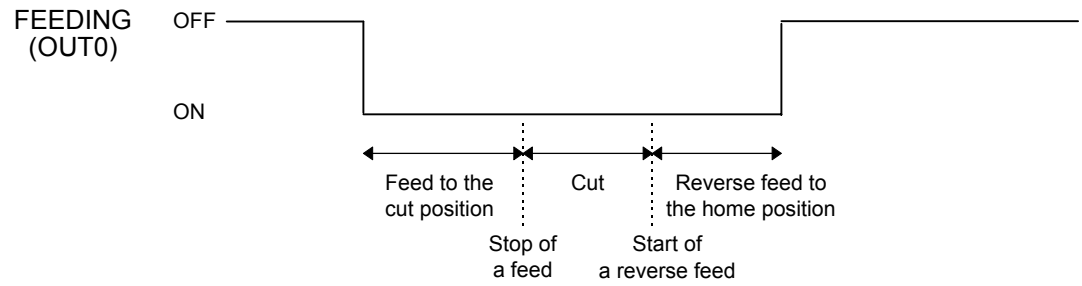 FEEDING
(OUT0)
OFF
ON
Feed to the
cut position
Cut
Reverse feed to
the home position
Stop of
a feed
Start of
a reverse feed